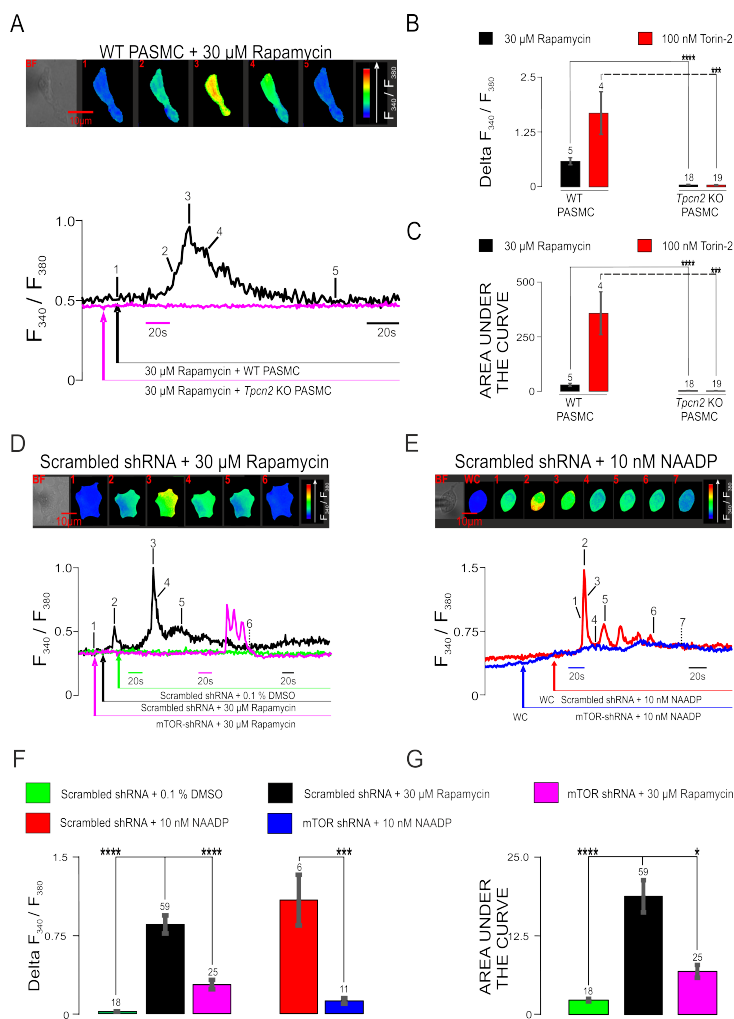 A
WT PASMC + 30 µM Rapamycin
BF 1 2 3 4 5
10µm
F340 / F380
1.0
0.5
0
F340 / F380
1 2 3 4 5
20s 20s
30 µM Rapamycin + WT PASMC
30 µM Rapamycin + Tpcn2 KO PASMC
B
30 µM Rapamycin 100 nM Torin-2
**** ***
2.5
1.25
0
Delta F340 / F380
5 4 18 19
WT PASMC
Tpcn2 KO PASMC
C
30 µM Rapamycin 100 nM Torin-2
**** ***
500
250
0
AREA UNDER THE CURVE
5 4 18 19
WT PASMC
Tpcn2 KO PASMC
D
Scrambled shRNA + 30 µM Rapamycin
BF 1 2 3 4 5 6
10µm
F340 / F380
1.0
0.5
0
F340 / F380
1 2 3 4 5 6
20s 20s 20s
Scrambled shRNA + 0.1 % DMSO
Scrambled shRNA + 30 µM Rapamycin
mTOR-shRNA + 30 µM Rapamycin
E
Scrambled shRNA + 10 nM NAADP
BF WC 1 2 3 4 5 6 7
10µm
F340 / F380
1.5
0.75
0
F340 / F380
1 2 3 4 5 6 7
20s 20s
WC Scrambled shRNA + 10 nM NAADP
WC mTOR-shRNA + 10 nM NAADP
F
Scrambled shRNA + 0.1 % DMSO
Scrambled shRNA + 30 µM Rapamycin
Scrambled shRNA + 10 nM NAADP
mTOR shRNA + 10 nM NAADP
1.5
0.75
0
Delta F340 / F380
**** **** ***
18 59 25 6 11
G
mTOR shRNA + 30 µM Rapamycin
25.0
12.5
0
AREA UNDER THE CURVE
**** *
18 59 25